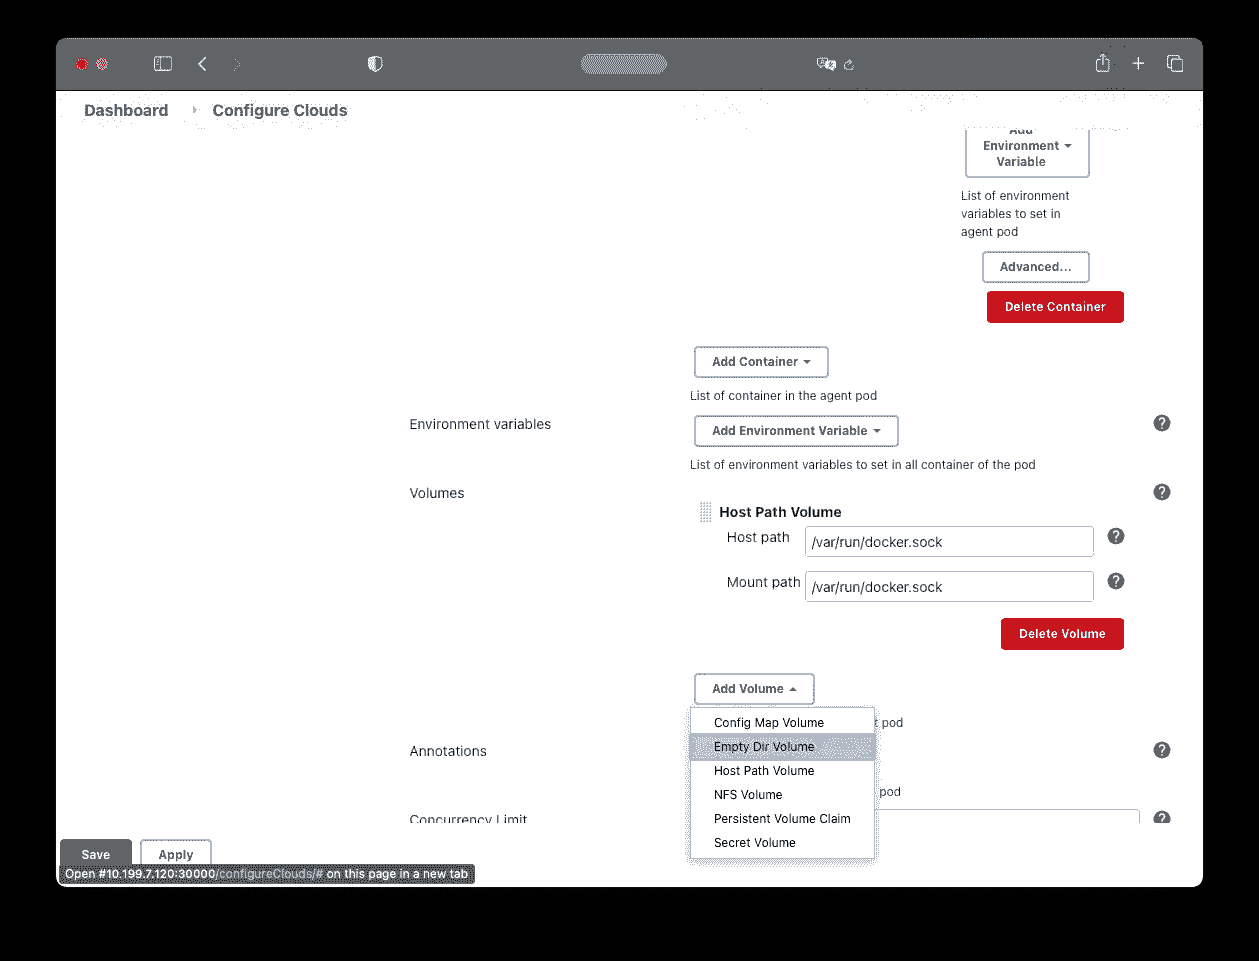 Dashboard
Configure Clouds
Add
Environment
Variable
List of environment
variables to set in
agent pod
Advanced...
Delete Container
Add Container
List of container in the agent pod
Environment variables
Add Environment Variable
List of environment variables to set in all container of the pod
Volumes
Host Path Volume
Host path
/var/run/docker.sock
Mount path
/var/run/docker.sock
Delete Volume
Add Volume
Config Map Volume
t pod
Empty Dir Volume
Annotations
Host Path Volume
NFS Volume
pod
Persistent Volume Claim
Concurrency Limit
Secret Volume
Save
Apply
Open #10.199.7.120:30000/configureClouds/# on this page in a new tab